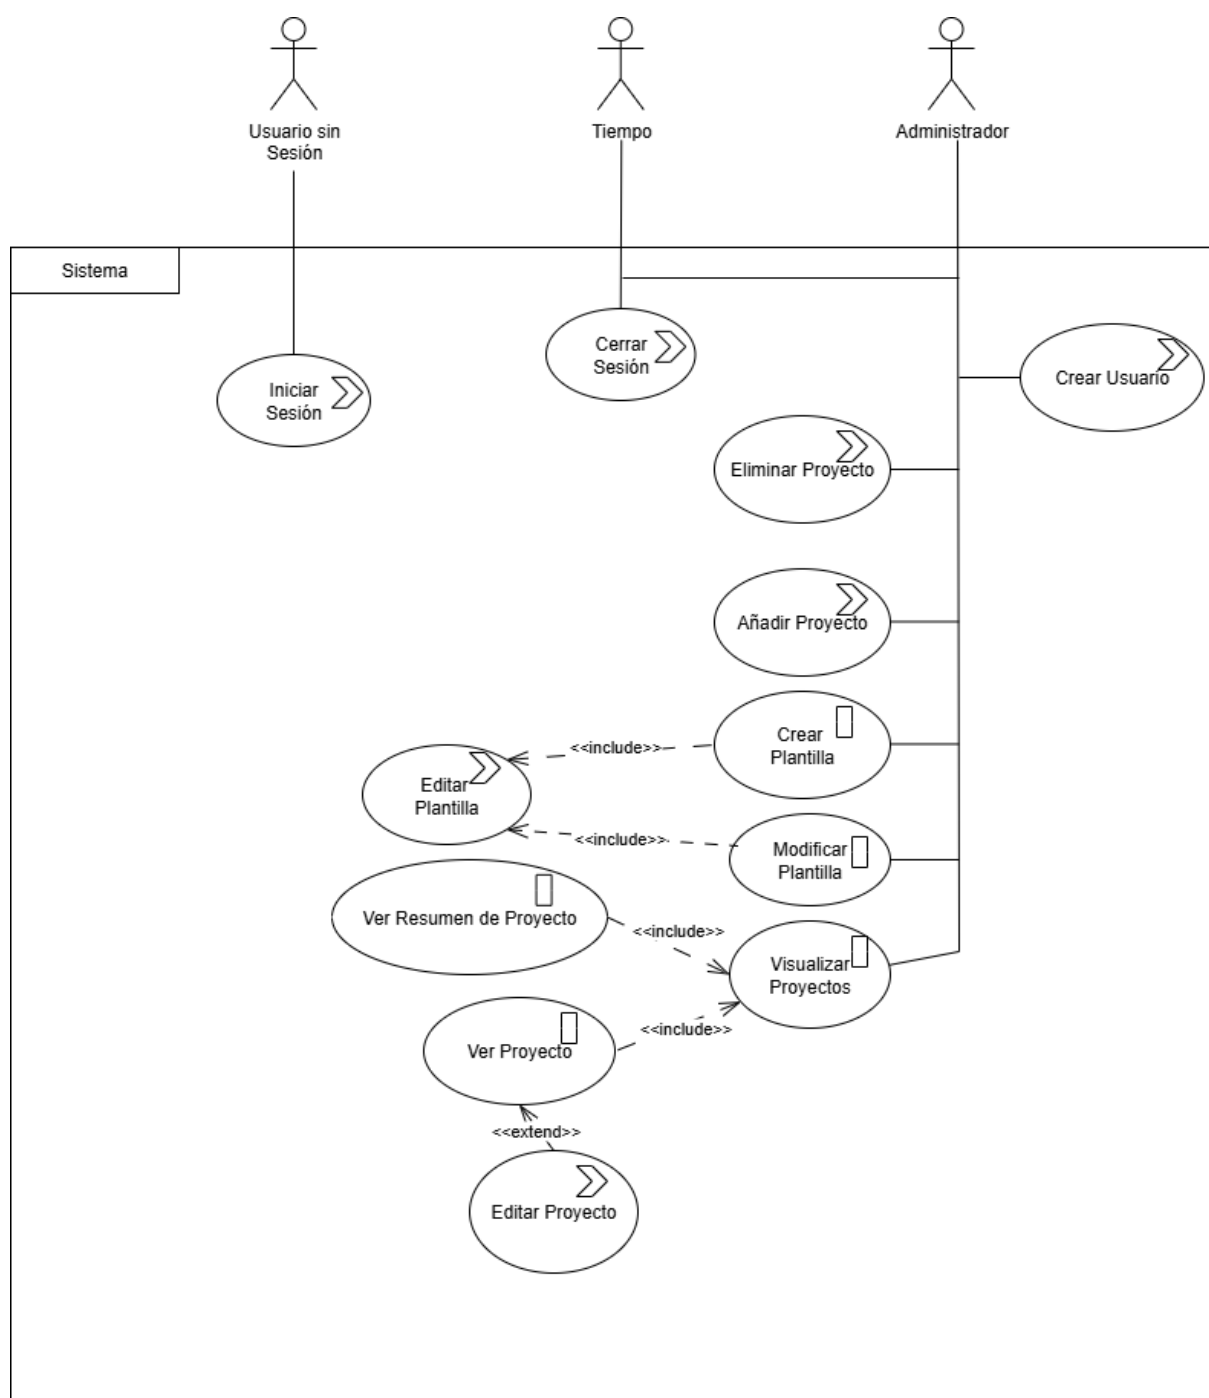 Usuario sin
Sesión
Tiempo
Administrador
Sistema
Cerrar
Sesión
Iniciar
Sesión
Crear Usuario
Eliminar Proyecto
Añadir Proyecto
Crear
Plantilla
<<include>>
Editar
Plantilla
<<include>>
Modificar
Plantilla
Ver Resumen de Proyecto
<<include>>
Visualizar
Proyectos
<<include>>
Ver Proyecto
<<extend>>
Editar Proyecto